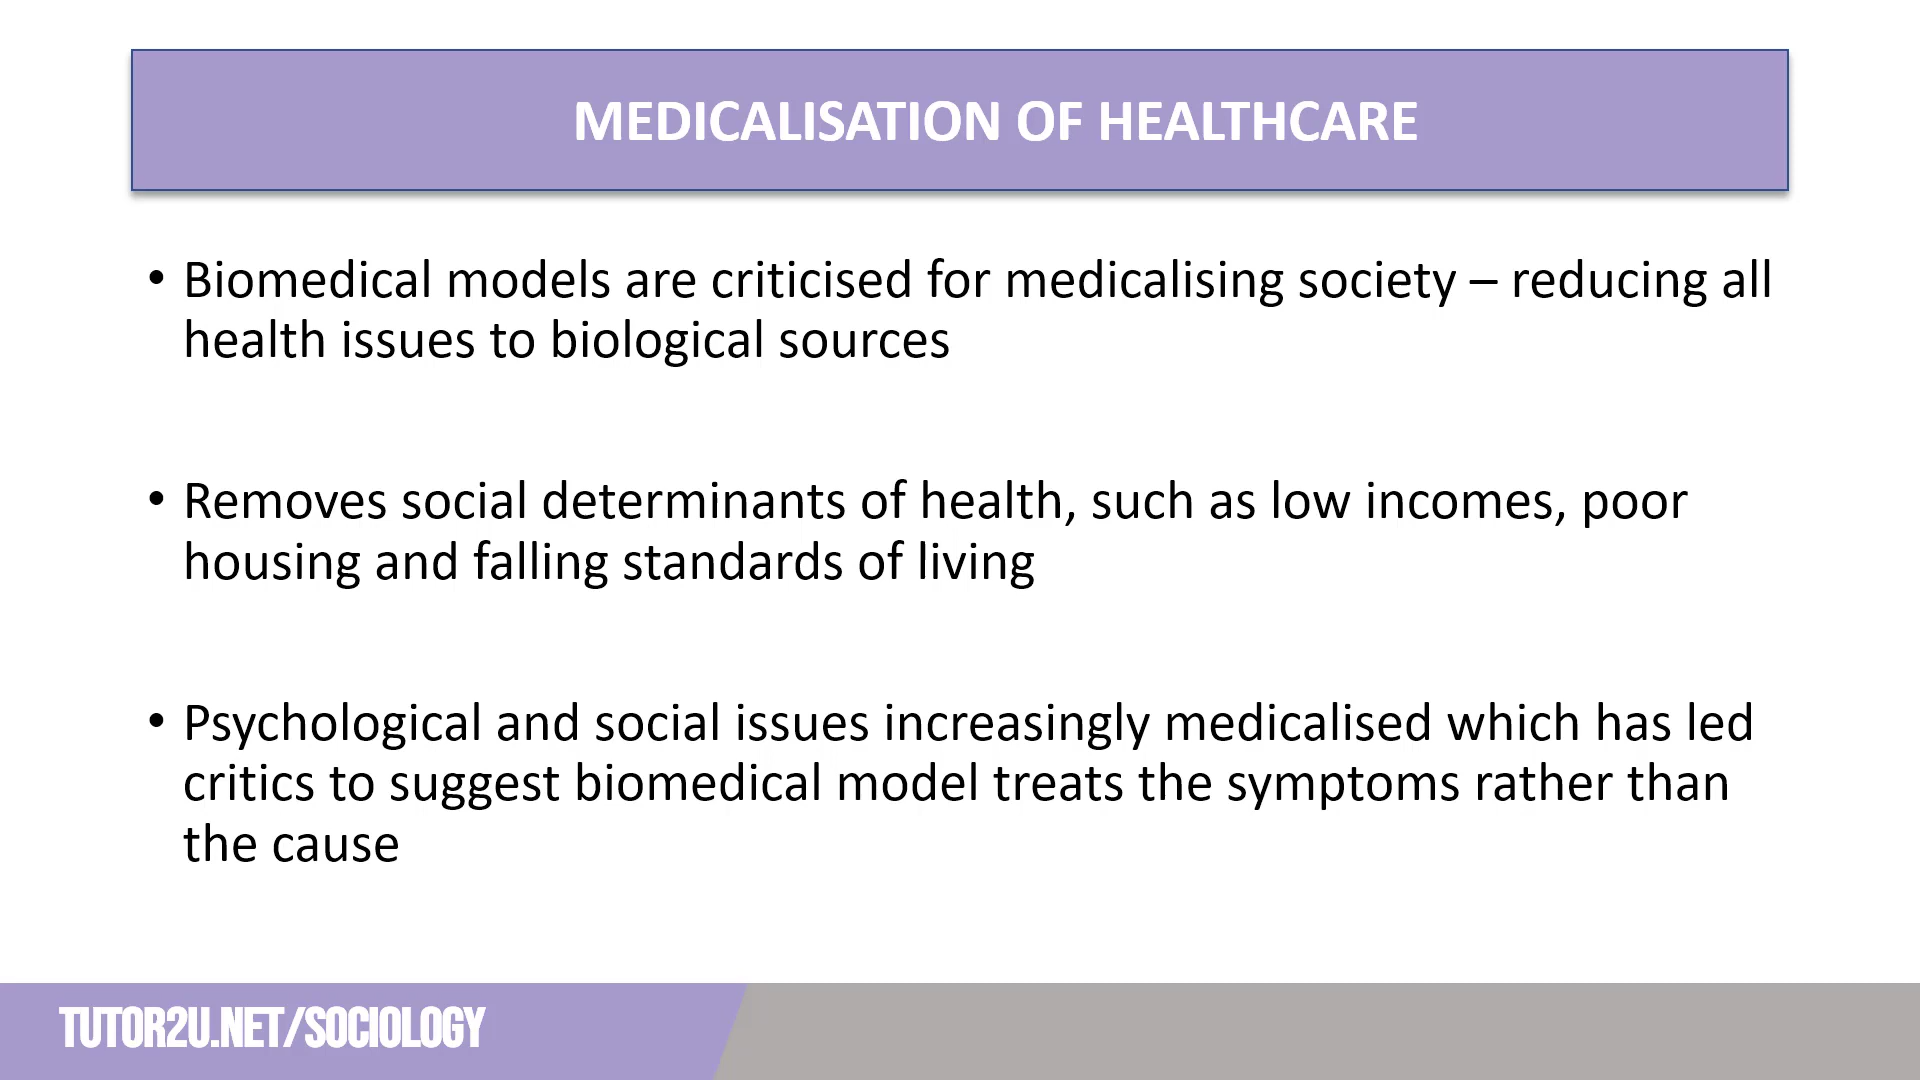 MEDICALISATION OF HEALTHCARE
• Biomedical models are criticised for medicalising society – reducing all
health issues to biological sources
• Removes social determinants of health, such as low incomes, poor
housing and falling standards of living
• Psychological and social issues increasingly medicalised which has led
critics to suggest biomedical model treats the symptoms rather than
the cause
TUTOR2U.NET/SOCIOLOGY